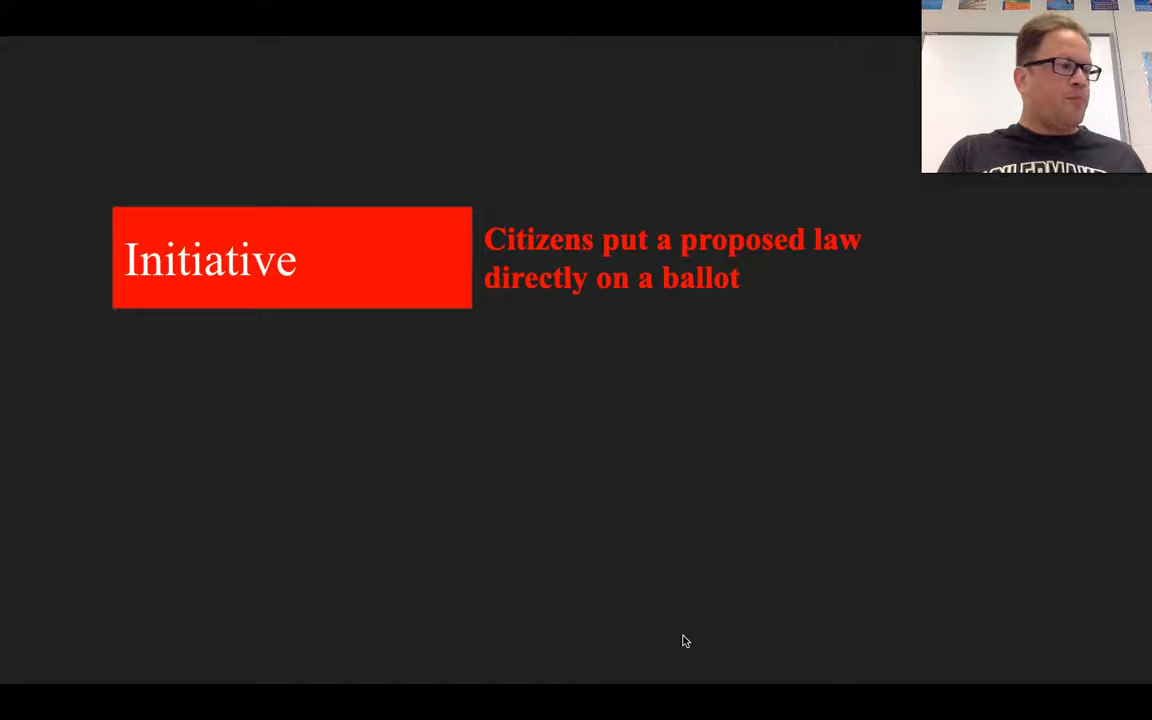 Initiative
Citizens put a proposed law
directly on a ballot